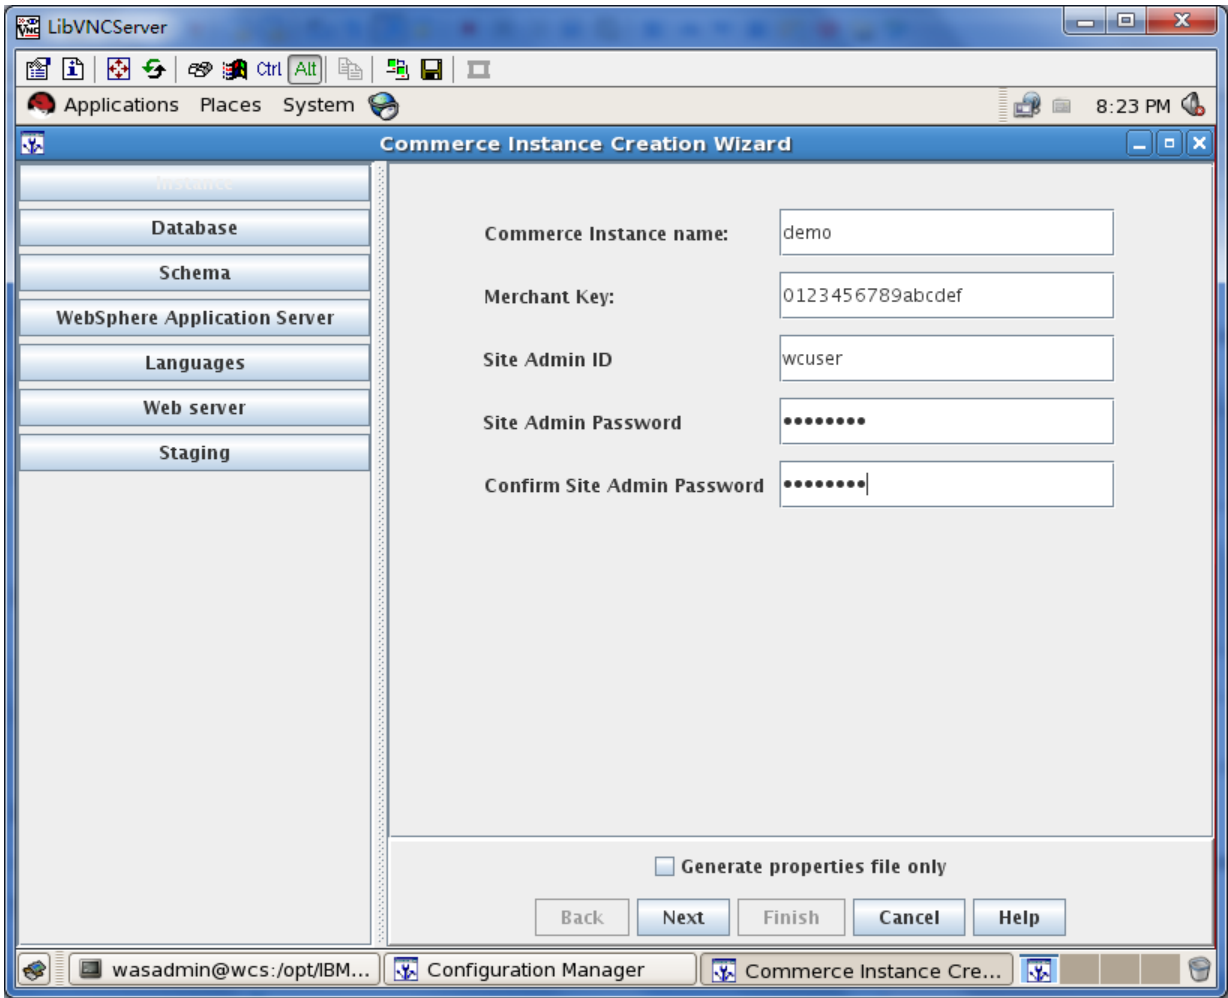 LibVNCServer
Ctrl Alt
Applications Places System 8:23 PM
Commerce Instance Creation Wizard
Instance
Database
Schema
WebSphere Application Server
Languages
Web server
Staging
Commerce Instance name: demo
Merchant Key: 0123456789abcdef
Site Admin ID wcuser
Site Admin Password ••••••••
Confirm Site Admin Password ••••••••
Generate properties file only
Back Next Finish Cancel Help
wasadmin@wcs:/opt/IBM... Configuration Manager Commerce Instance Cre...